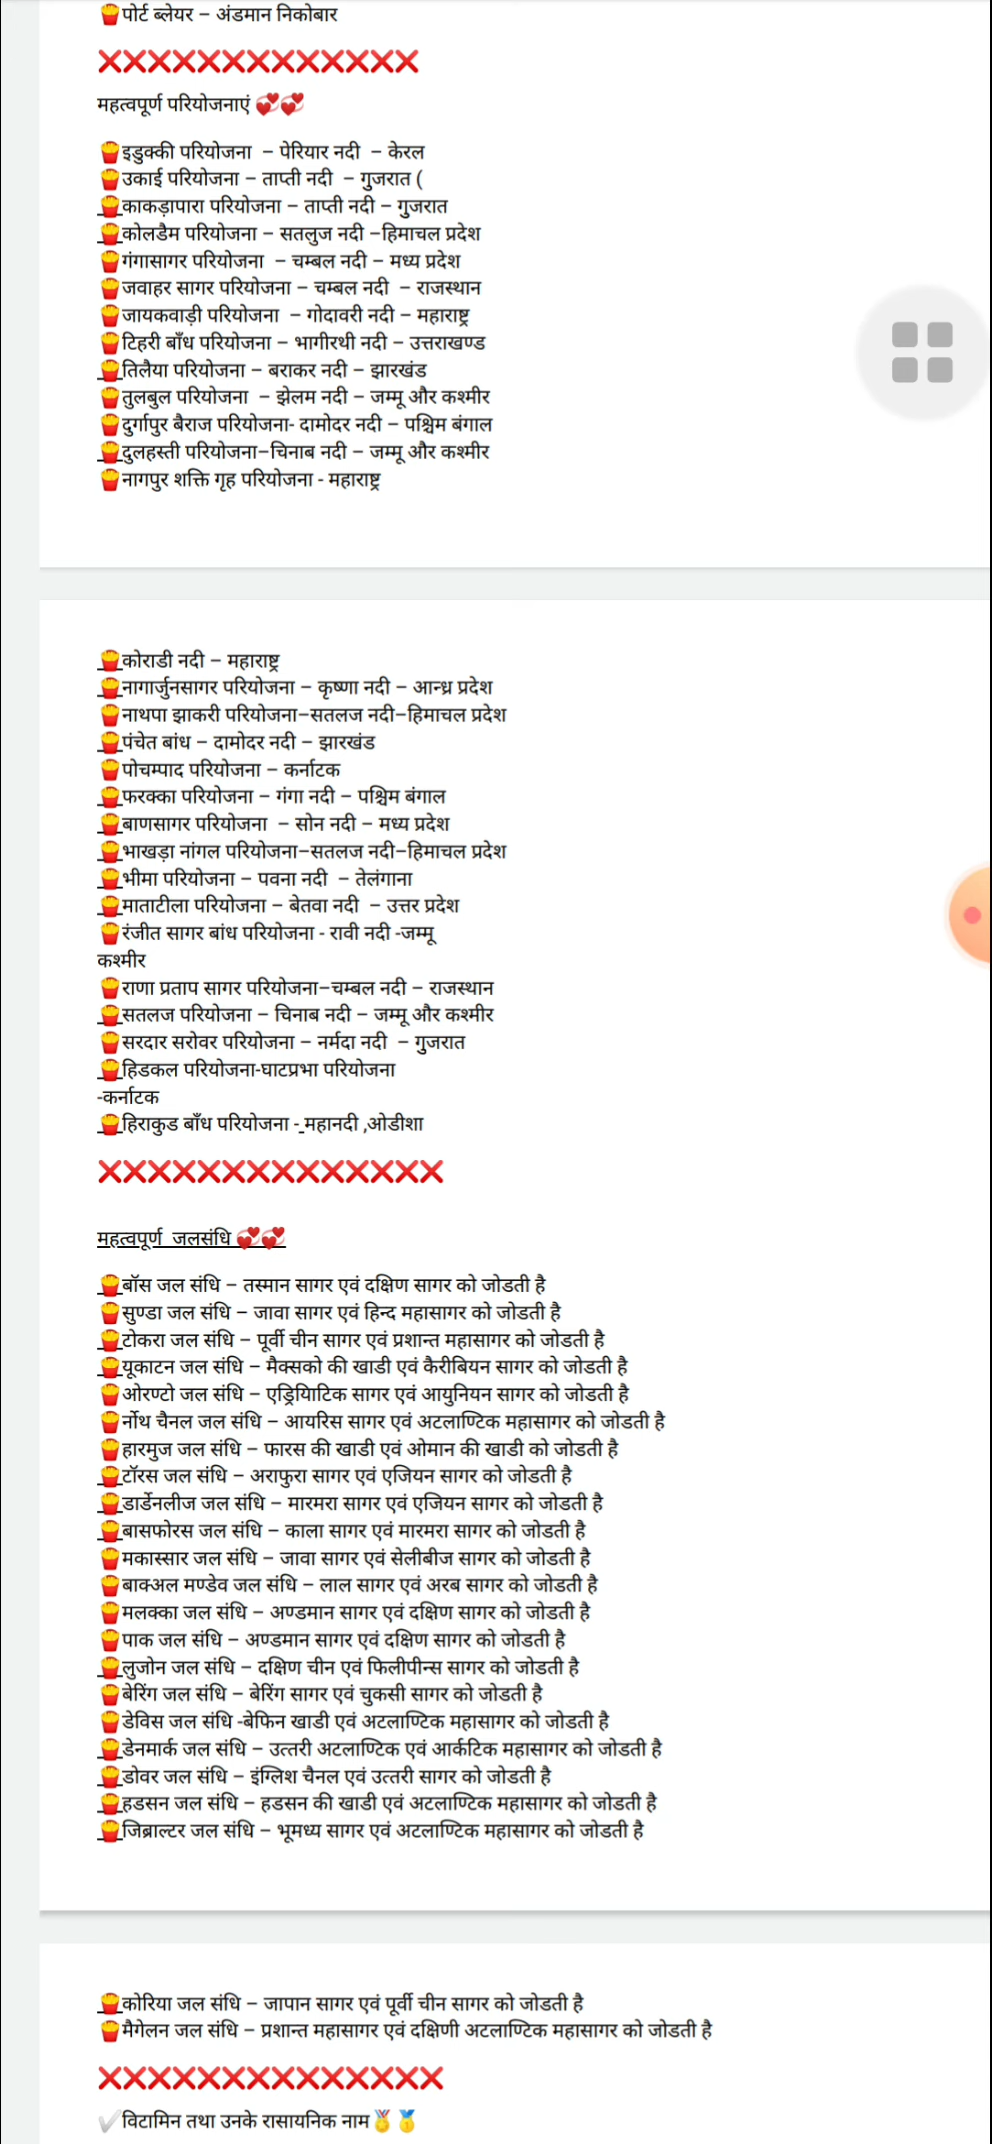 🍟पोर्ट ब्लेयर – अंडमान निकोबार
❌❌❌❌❌❌❌❌❌❌❌❌❌
महत्वपूर्ण परियोजनाएं 💞💞
🍟इडुक्की परियोजना – पेरियार नदी – केरल
🍟उकाई परियोजना – ताप्ती नदी – गुजरात (
🍟काकड़ापारा परियोजना – ताप्ती नदी – गुजरात
🍟कोलडैम परियोजना – सतलुज नदी –हिमाचल प्रदेश
🍟गंगासागर परियोजना – चम्बल नदी – मध्य प्रदेश
🍟जवाहर सागर परियोजना – चम्बल नदी – राजस्थान
🍟जायकवाड़ी परियोजना – गोदावरी नदी – महाराष्ट्र
🍟टिहरी बाँध परियोजना – भागीरथी नदी – उत्तराखण्ड
🍟तिलैया परियोजना – बराकर नदी – झारखंड
🍟तुलबुल परियोजना – झेलम नदी – जम्मू और कश्मीर
🍟दुर्गापुर बैराज परियोजना- दामोदर नदी – पश्चिम बंगाल
🍟दुलहस्ती परियोजना–चिनाब नदी – जम्मू और कश्मीर
🍟नागपुर शक्ति गृह परियोजना - महाराष्ट्र
🍟कोराडी नदी – महाराष्ट्र
🍟नागार्जुनसागर परियोजना – कृष्णा नदी – आन्ध्र प्रदेश
🍟नाथपा झाकरी परियोजना–सतलज नदी–हिमाचल प्रदेश
🍟पंचेत बांध – दामोदर नदी – झारखंड
🍟पोचम्पाद परियोजना – कर्नाटक
🍟फरक्का परियोजना – गंगा नदी – पश्चिम बंगाल
🍟बाणसागर परियोजना – सोन नदी – मध्य प्रदेश
🍟भाखड़ा नांगल परियोजना–सतलज नदी–हिमाचल प्रदेश
🍟भीमा परियोजना – पवना नदी – तेलंगाना
🍟माताटीला परियोजना – बेतवा नदी – उत्तर प्रदेश
🍟रंजीत सागर बांध परियोजना - रावी नदी -जम्मू
कश्मीर
🍟राणा प्रताप सागर परियोजना–चम्बल नदी – राजस्थान
🍟सतलज परियोजना – चिनाब नदी – जम्मू और कश्मीर
🍟सरदार सरोवर परियोजना – नर्मदा नदी – गुजरात
🍟हिडकल परियोजना-घाटप्रभा परियोजना
-कर्नाटक
🍟हिराकुड बाँध परियोजना - महानदी ,ओडीशा
❌❌❌❌❌❌❌❌❌❌❌❌❌❌
महत्वपूर्ण जलसंधि 💞💞
🍟बॉस जल संधि – तस्मान सागर एवं दक्षिण सागर को जोडती है
🍟सुण्डा जल संधि – जावा सागर एवं हिन्द महासागर को जोडती है
🍟टोकरा जल संधि – पूर्वी चीन सागर एवं प्रशान्त महासागर को जोडती है
🍟यूकाटन जल संधि – मैक्सको की खाडी एवं कैरीबियन सागर को जोडती है
🍟ओरण्टो जल संधि – एड्रियािटिक सागर एवं आयुनियन सागर को जोडती है
🍟र्नोथ चैनल जल संधि – आयरिस सागर एवं अटलाण्टिक महासागर को जोडती है
🍟हारमुज जल संधि – फारस की खाडी एवं ओमान की खाडी को जोडती है
🍟टॉरस जल संधि – अराफुरा सागर एवं एजियन सागर को जोडती है
🍟डार्डेनलीज जल संधि – मारमरा सागर एवं एजियन सागर को जोडती है
🍟बासफोरस जल संधि – काला सागर एवं मारमरा सागर को जोडती है
🍟मकास्सार जल संधि – जावा सागर एवं सेलीबीज सागर को जोडती है
🍟बाक्अल मण्डेव जल संधि – लाल सागर एवं अरब सागर को जोडती है
🍟मलक्का जल संधि – अण्डमान सागर एवं दक्षिण सागर को जोडती है
🍟पाक जल संधि – अण्डमान सागर एवं दक्षिण सागर को जोडती है
🍟लुजोन जल संधि – दक्षिण चीन एवं फिलीपीन्स सागर को जोडती है
🍟बेरिंग जल संधि – बेरिंग सागर एवं चुकसी सागर को जोडती है
🍟डेविस जल संधि -बेफिन खाडी एवं अटलाण्टिक महासागर को जोडती है
🍟डेनमार्क जल संधि – उत्तरी अटलाण्टिक एवं आर्कटिक महासागर को जोडती है
🍟डोवर जल संधि – इंग्लिश चैनल एवं उत्तरी सागर को जोडती है
🍟हडसन जल संधि – हडसन की खाडी एवं अटलाण्टिक महासागर को जोडती है
🍟जिब्राल्टर जल संधि – भूमध्य सागर एवं अटलाण्टिक महासागर को जोडती है
🍟कोरिया जल संधि – जापान सागर एवं पूर्वी चीन सागर को जोडती है
🍟मैगेलन जल संधि – प्रशान्त महासागर एवं दक्षिणी अटलाण्टिक महासागर को जोडती है
❌❌❌❌❌❌❌❌❌❌❌❌❌❌
✔️विटामिन तथा उनके रासायनिक नाम🏅🥇